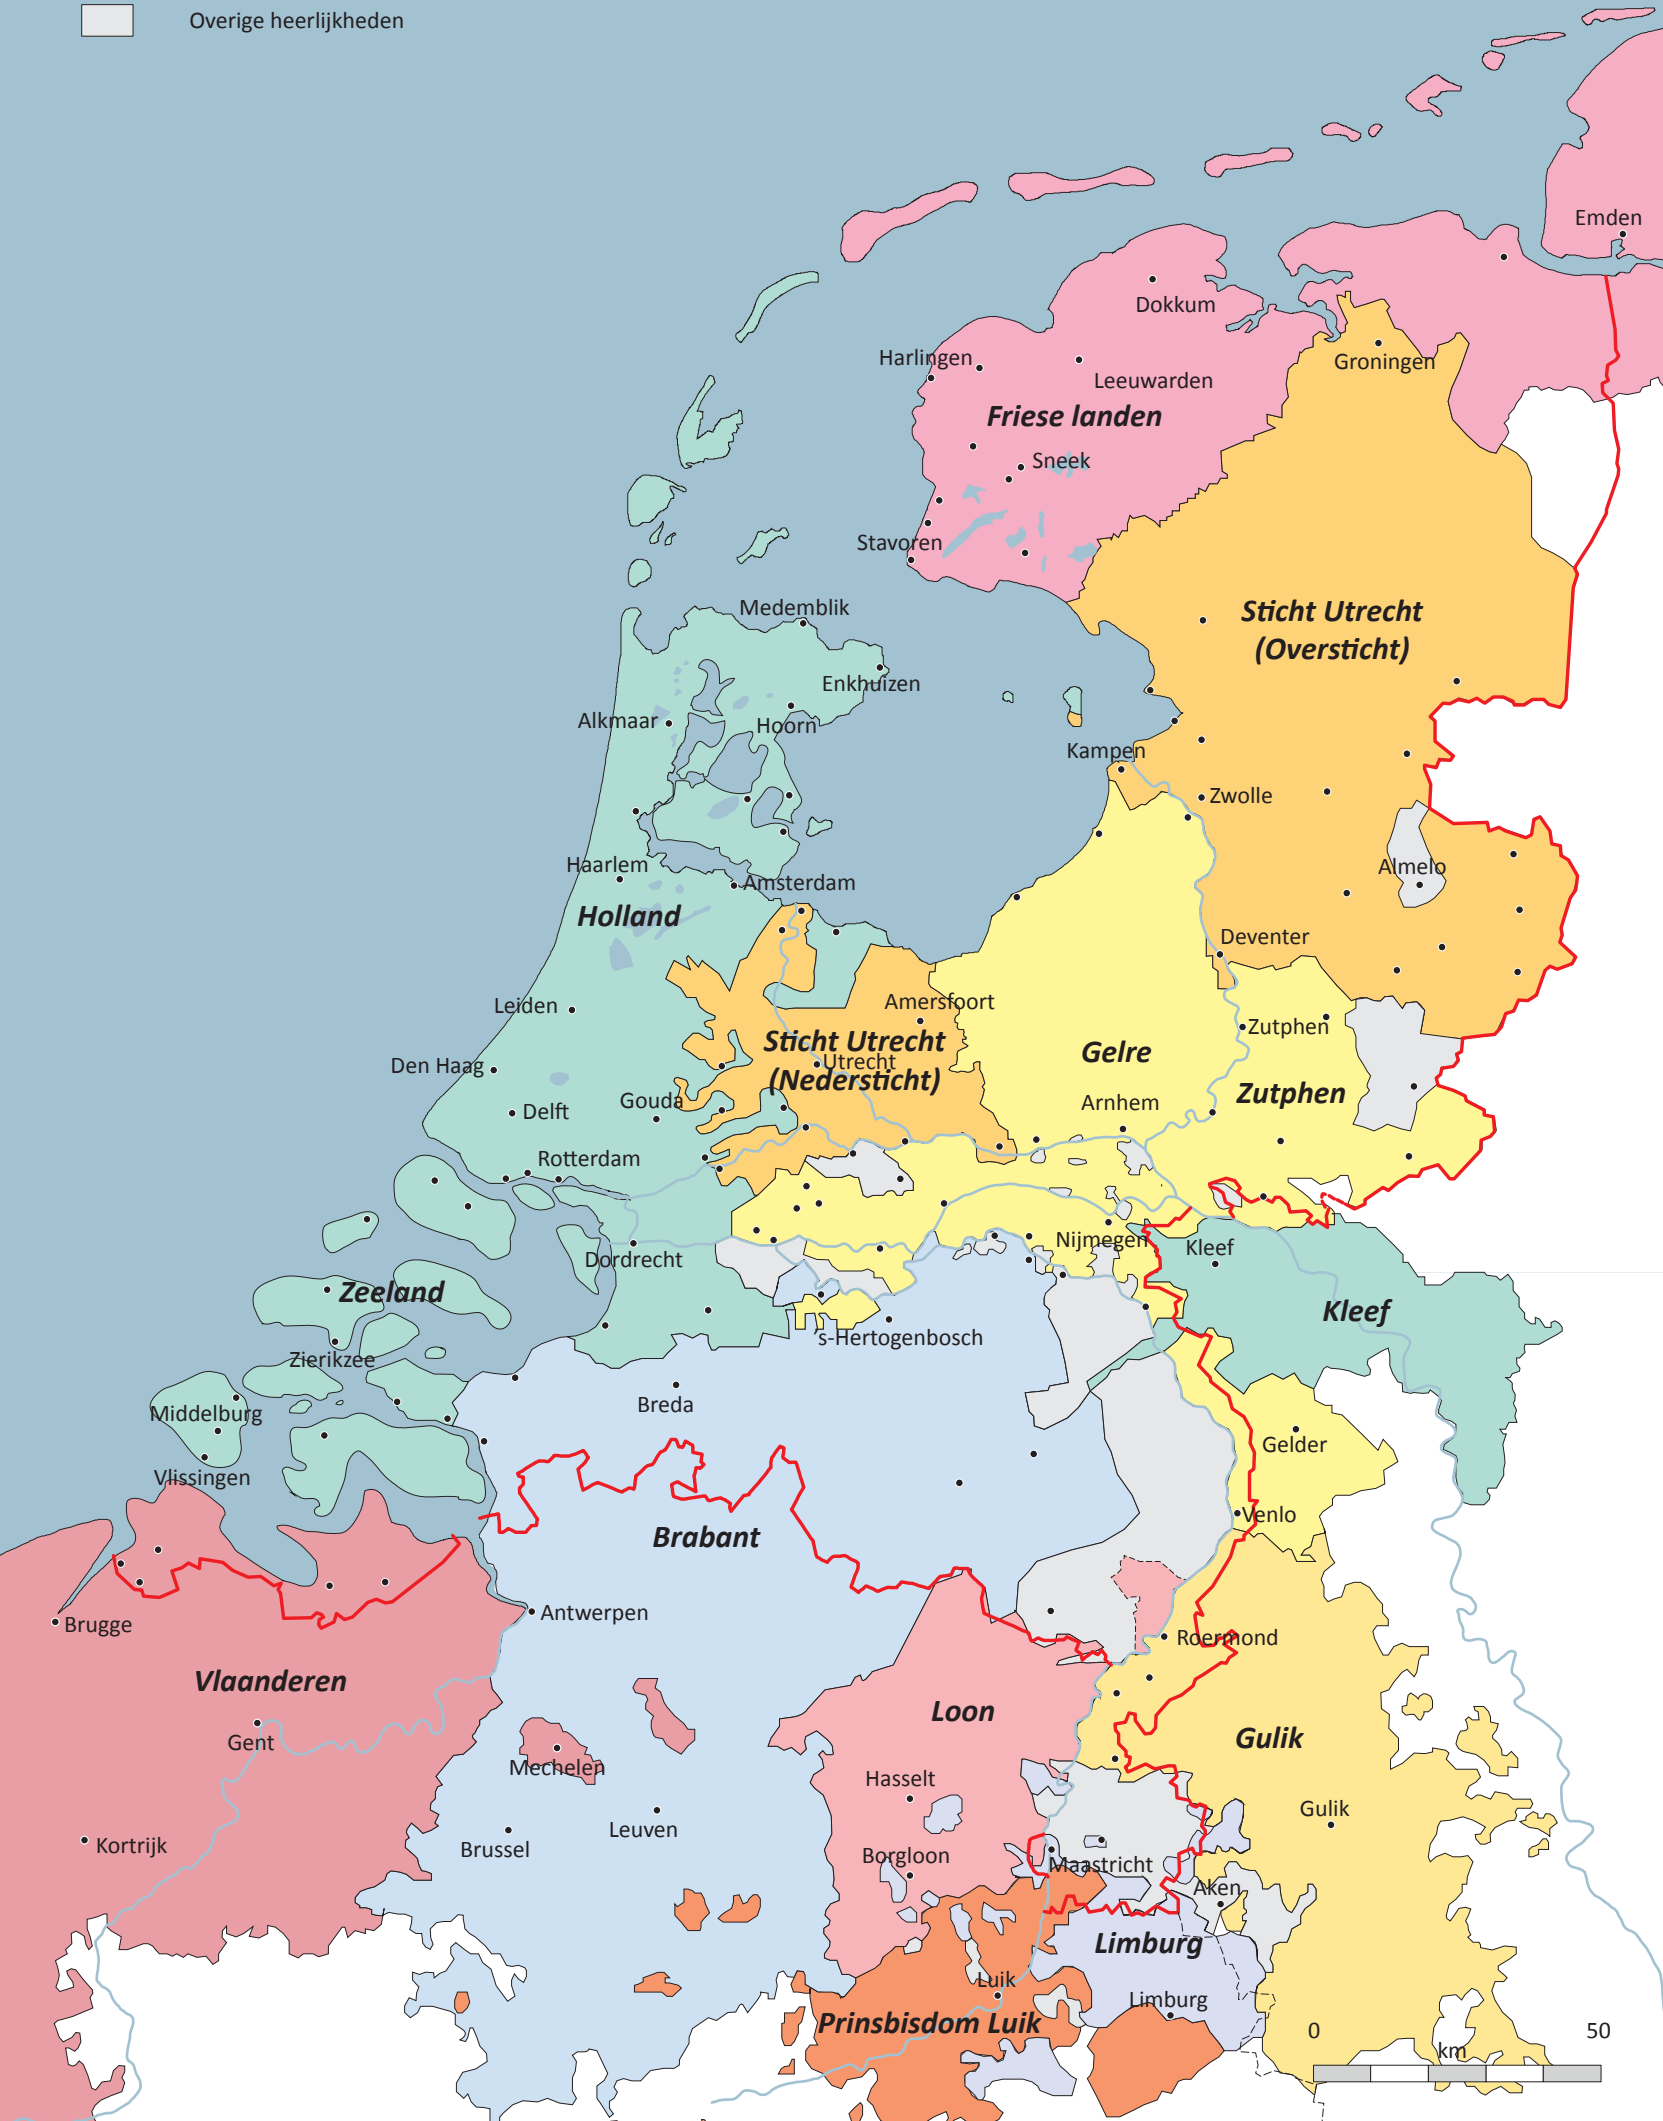 Overige heerlijkheden
Emden
Dokkum
Harlingen
Groningen
Leeuwarden
Friese landen
Sneek
Stavoren
Medemblik
Sticht Utrecht
(Oversticht)
Enkhuizen
Alkmaar
Hoorn
Kampen
Zwolle
Haarlem
Almelo
Amsterdam
Holland
Deventer
Amersfoort
Leiden
Zutphen
Sticht Utrecht
(Nedersticht)
Utrecht
Gelre
Den Haag
Zutphen
Gouda
Arnhem
Delft
Rotterdam
Nijmegen
Kleef
Dordrecht
Zeeland
Kleef
's-Hertogenbosch
Zierikzee
Breda
Middelburg
Gelder
Vlissingen
Venlo
Brabant
Antwerpen
Brugge
Roermond
Vlaanderen
Loon
Gent
Gulik
Mechelen
Hasselt
Gulik
Leuven
Kortrijk
Brussel
Borgloon
Maastricht
Aken
Limburg
Luik
Limburg
Prinsbisdom Luik
0 50
km